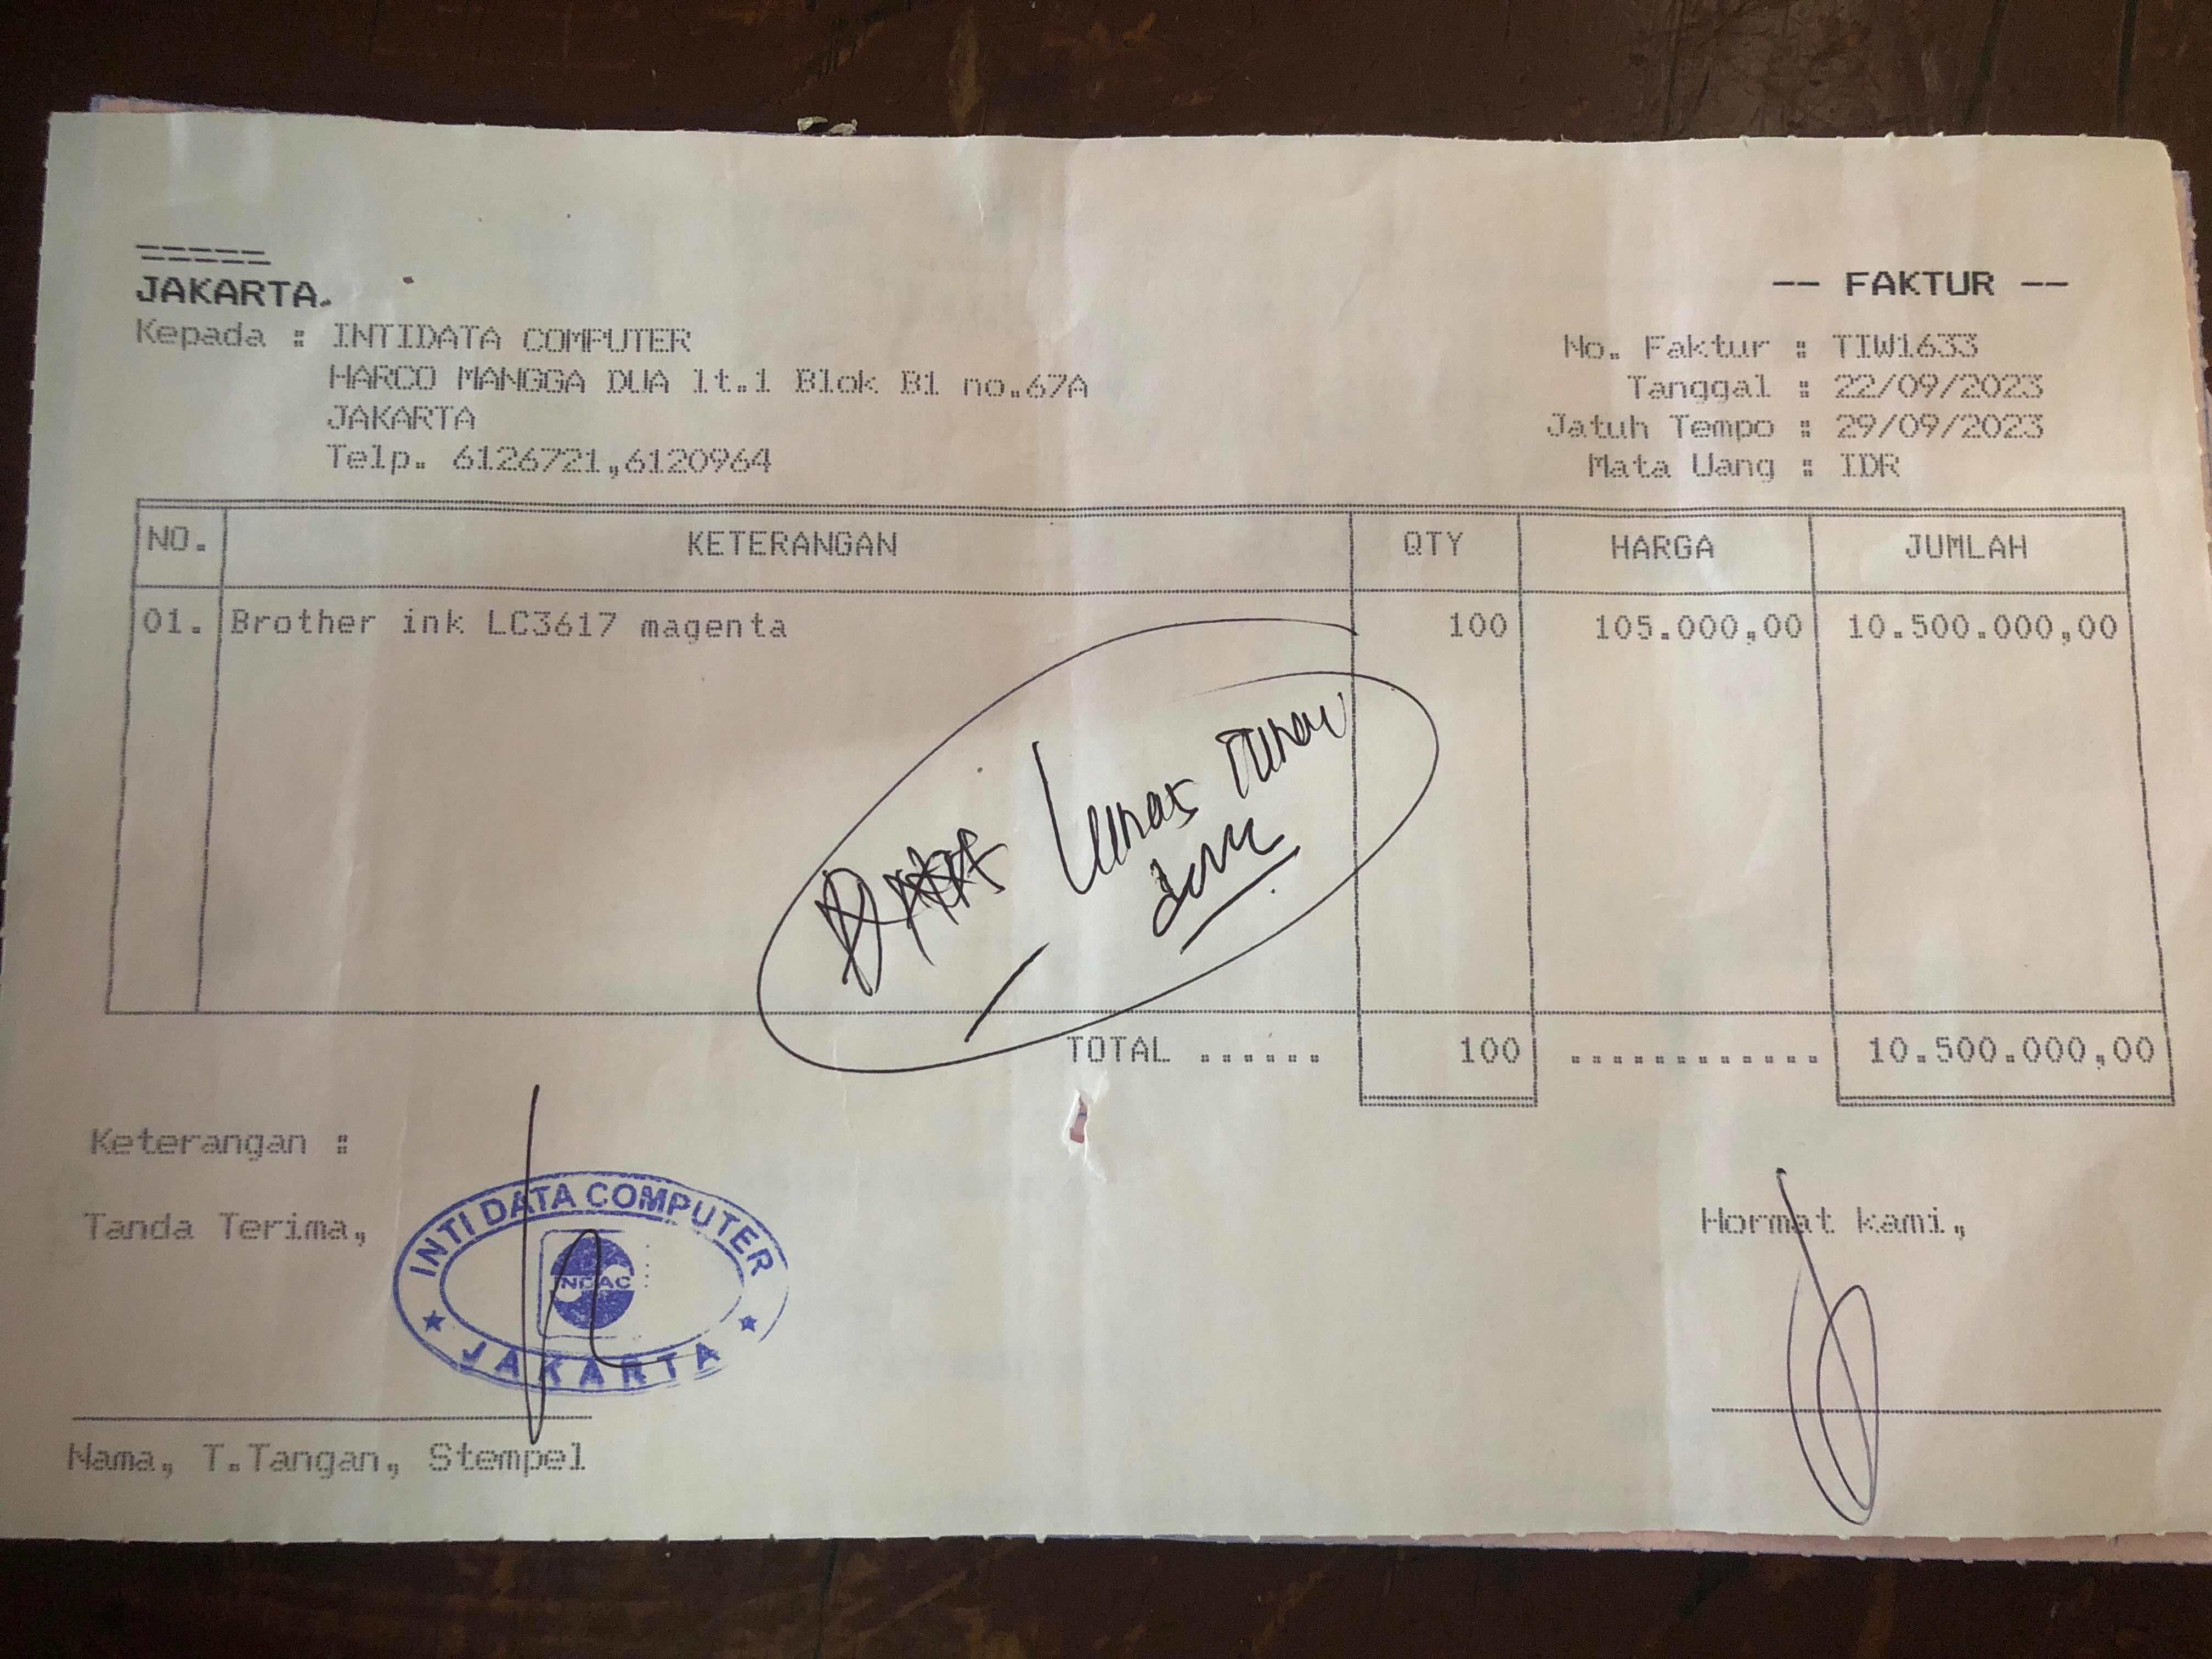 =====
JAKARTA.
-- FAKTUR --
Kepada : INTIDATA COMPUTER
HARCO MANGGA DUA lt.1 Blok B1 no.67A
JAKARTA
Telp. 6126721,6120964
No. Faktur : TIW1633
Tanggal : 22/09/2023
Jatuh Tempo : 29/09/2023
Mata Uang : IDR
NO. KETERANGAN QTY HARGA JUMLAH
01. Brother ink LC3617 magenta 100 105.000,00 10.500.000,00
Lunas
TOTAL ...... 100 ............ 10.500.000,00
Keterangan :
Tanda Terima,
Hormat kami,
INTI DATA COMPUTER
JAKARTA
Nama, T.Tangan, Stempel